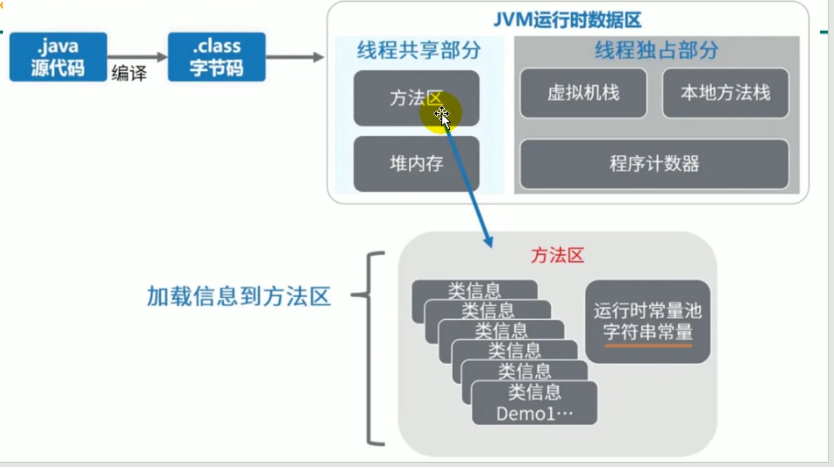 JVM运行时数据区
.java
源代码
编译
.class
字节码
线程共享部分
线程独占部分
方法区
虚拟机栈
本地方法栈
堆内存
程序计数器
加载信息到方法区
方法区
类信息
类信息
类信息
类信息
类信息
类信息
Demo1…
运行时常量池
字符串常量